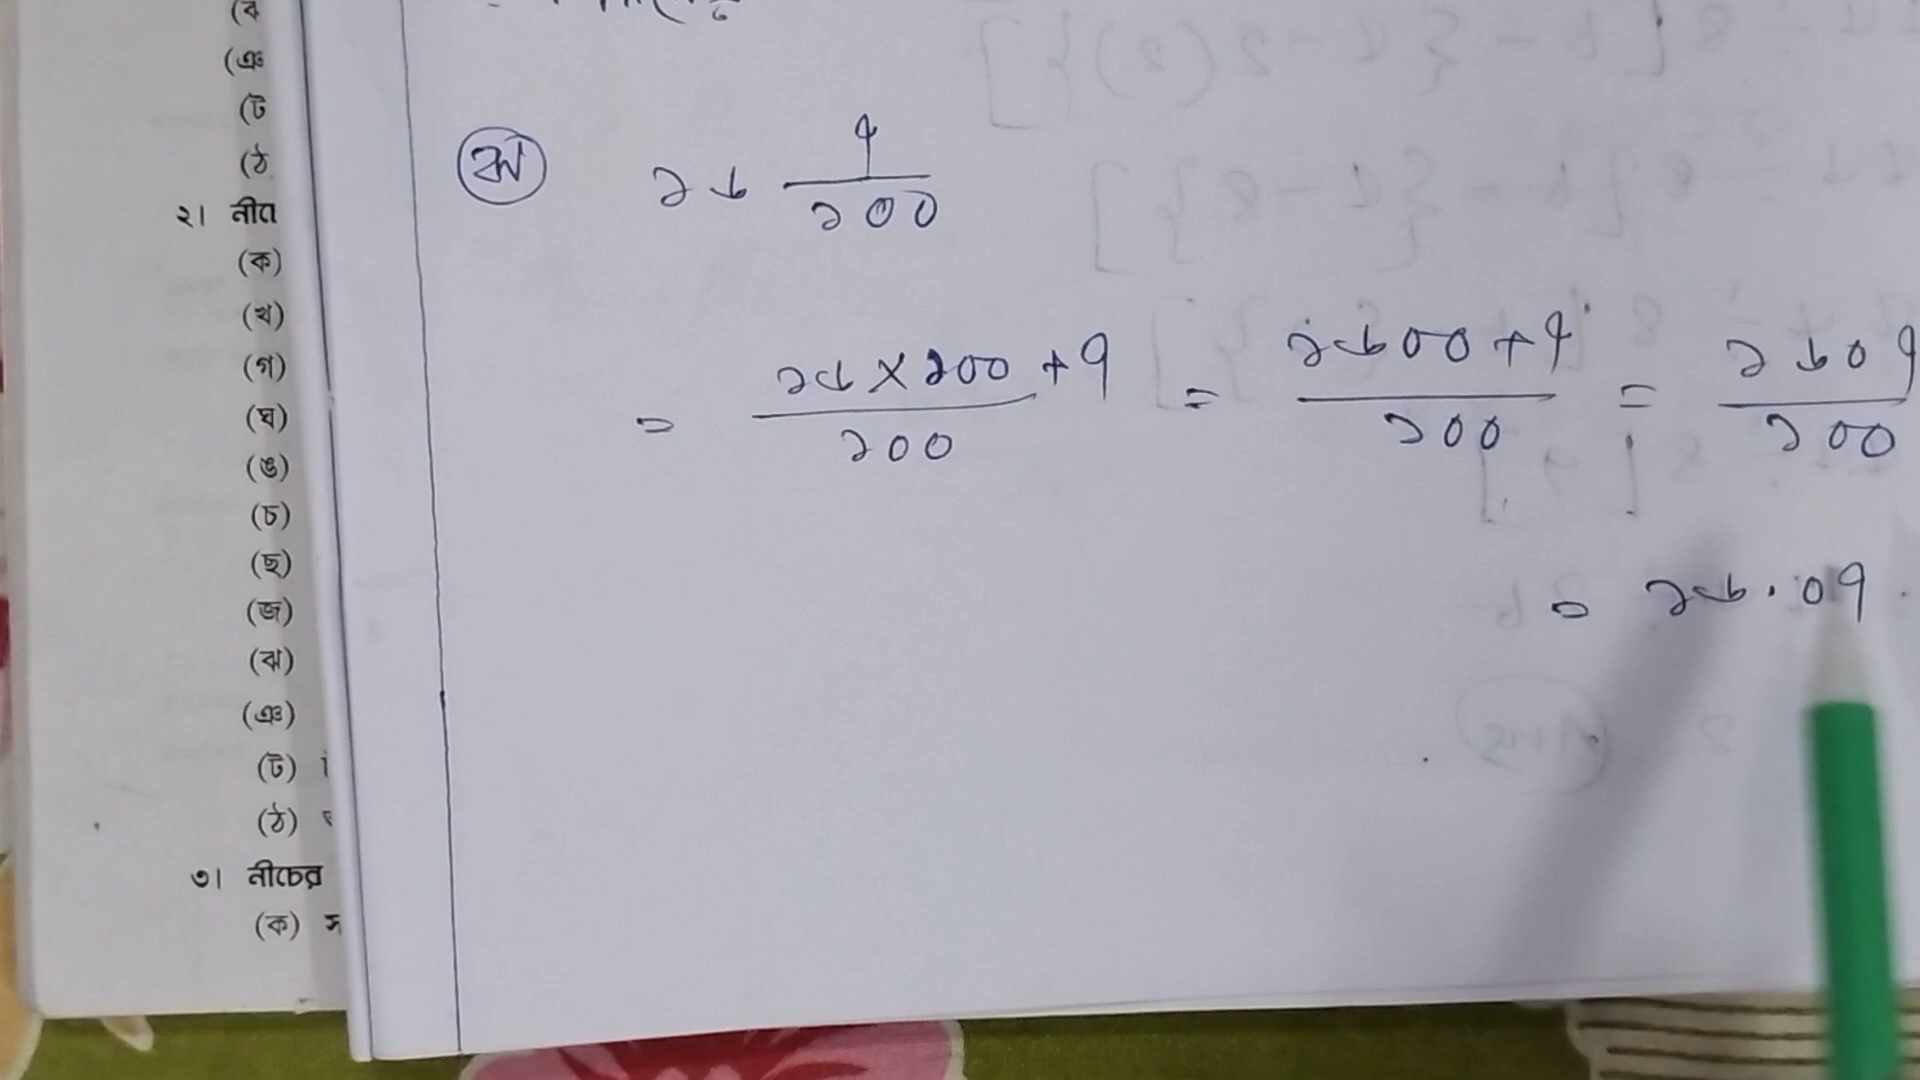 (এঃ
(ট
(ঠ
২। নীচে
(ক)
(খ)
(গ)
(ঘ)
(ঙ)
(চ)
(ছ)
(জ)
(ঝ)
(ঞ)
(ট)
(ঠ)
৩। নীচের
(ক) স
ঝ ১৮ ৭/১০০
= ১৮ × ১০০ + ৭/১০০ = ১৮০০ + ৭/১০০ = ১৮০৭/১০০
= ১৮.০৭